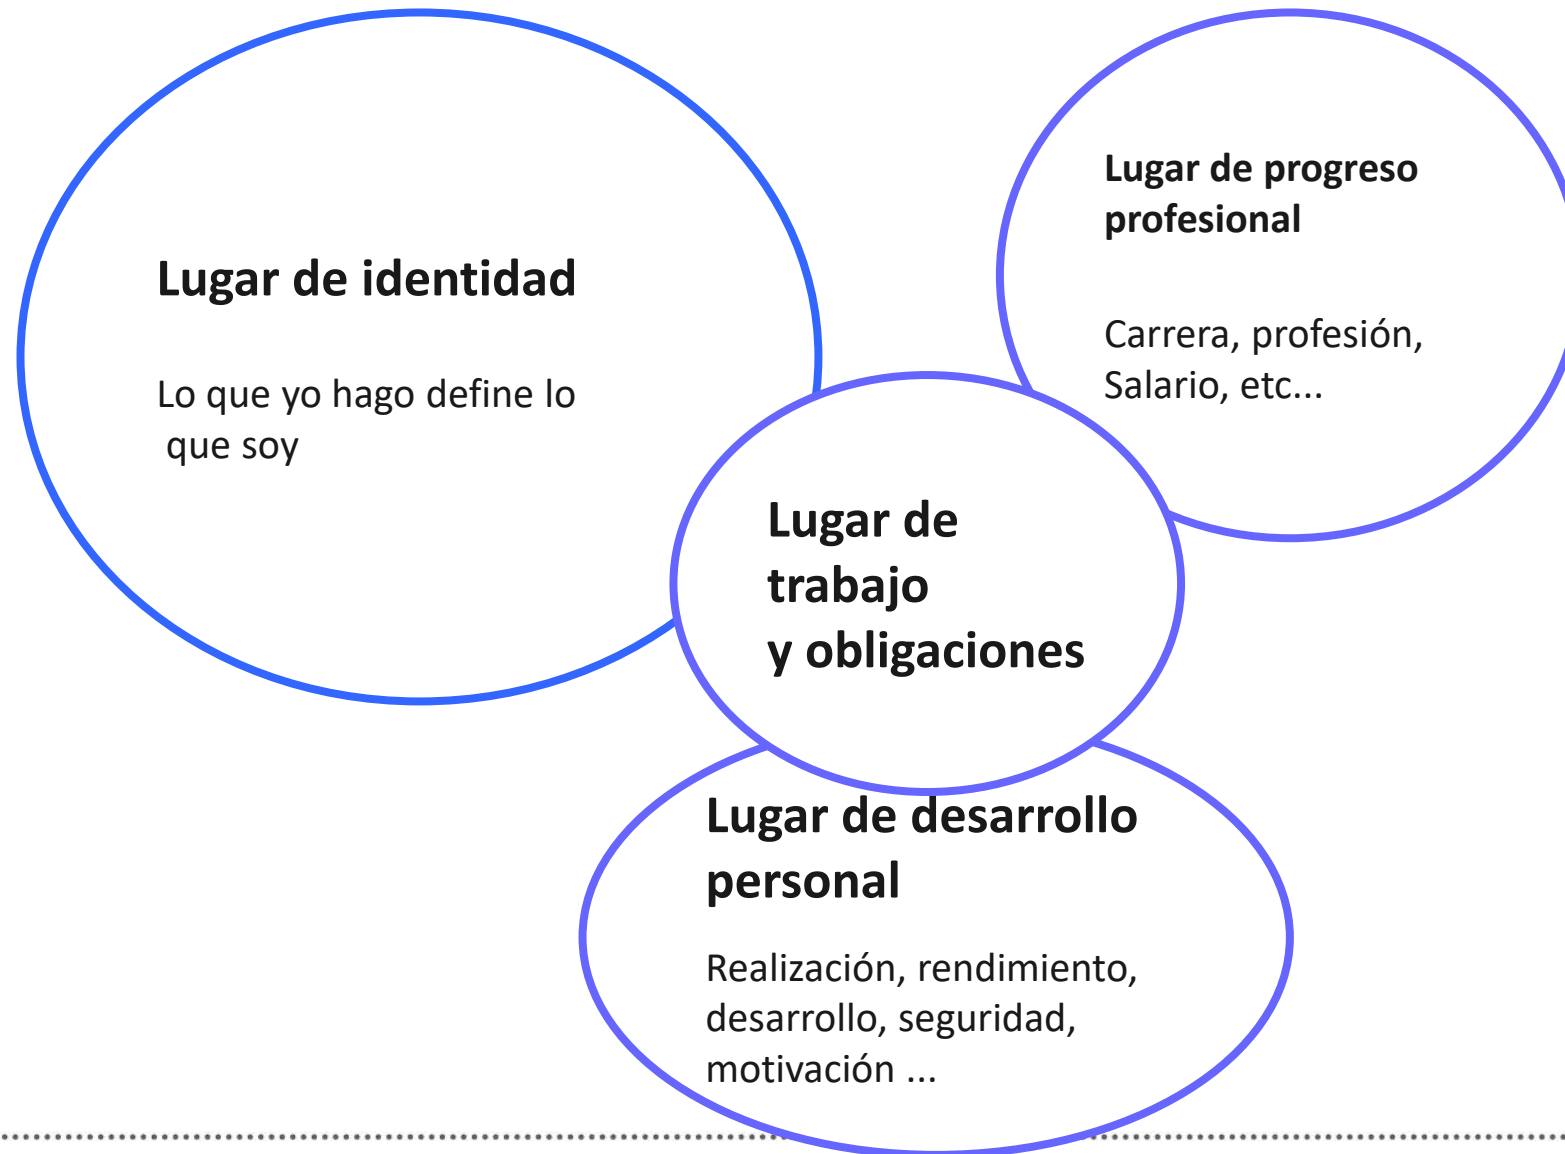 Lugar de identidad
Lo que yo hago define lo
que soy
Lugar de progreso
profesional
Carrera, profesión,
Salario, etc...
Lugar de
trabajo
y obligaciones
Lugar de desarrollo
personal
Realización, rendimiento,
desarrollo, seguridad,
motivación ...